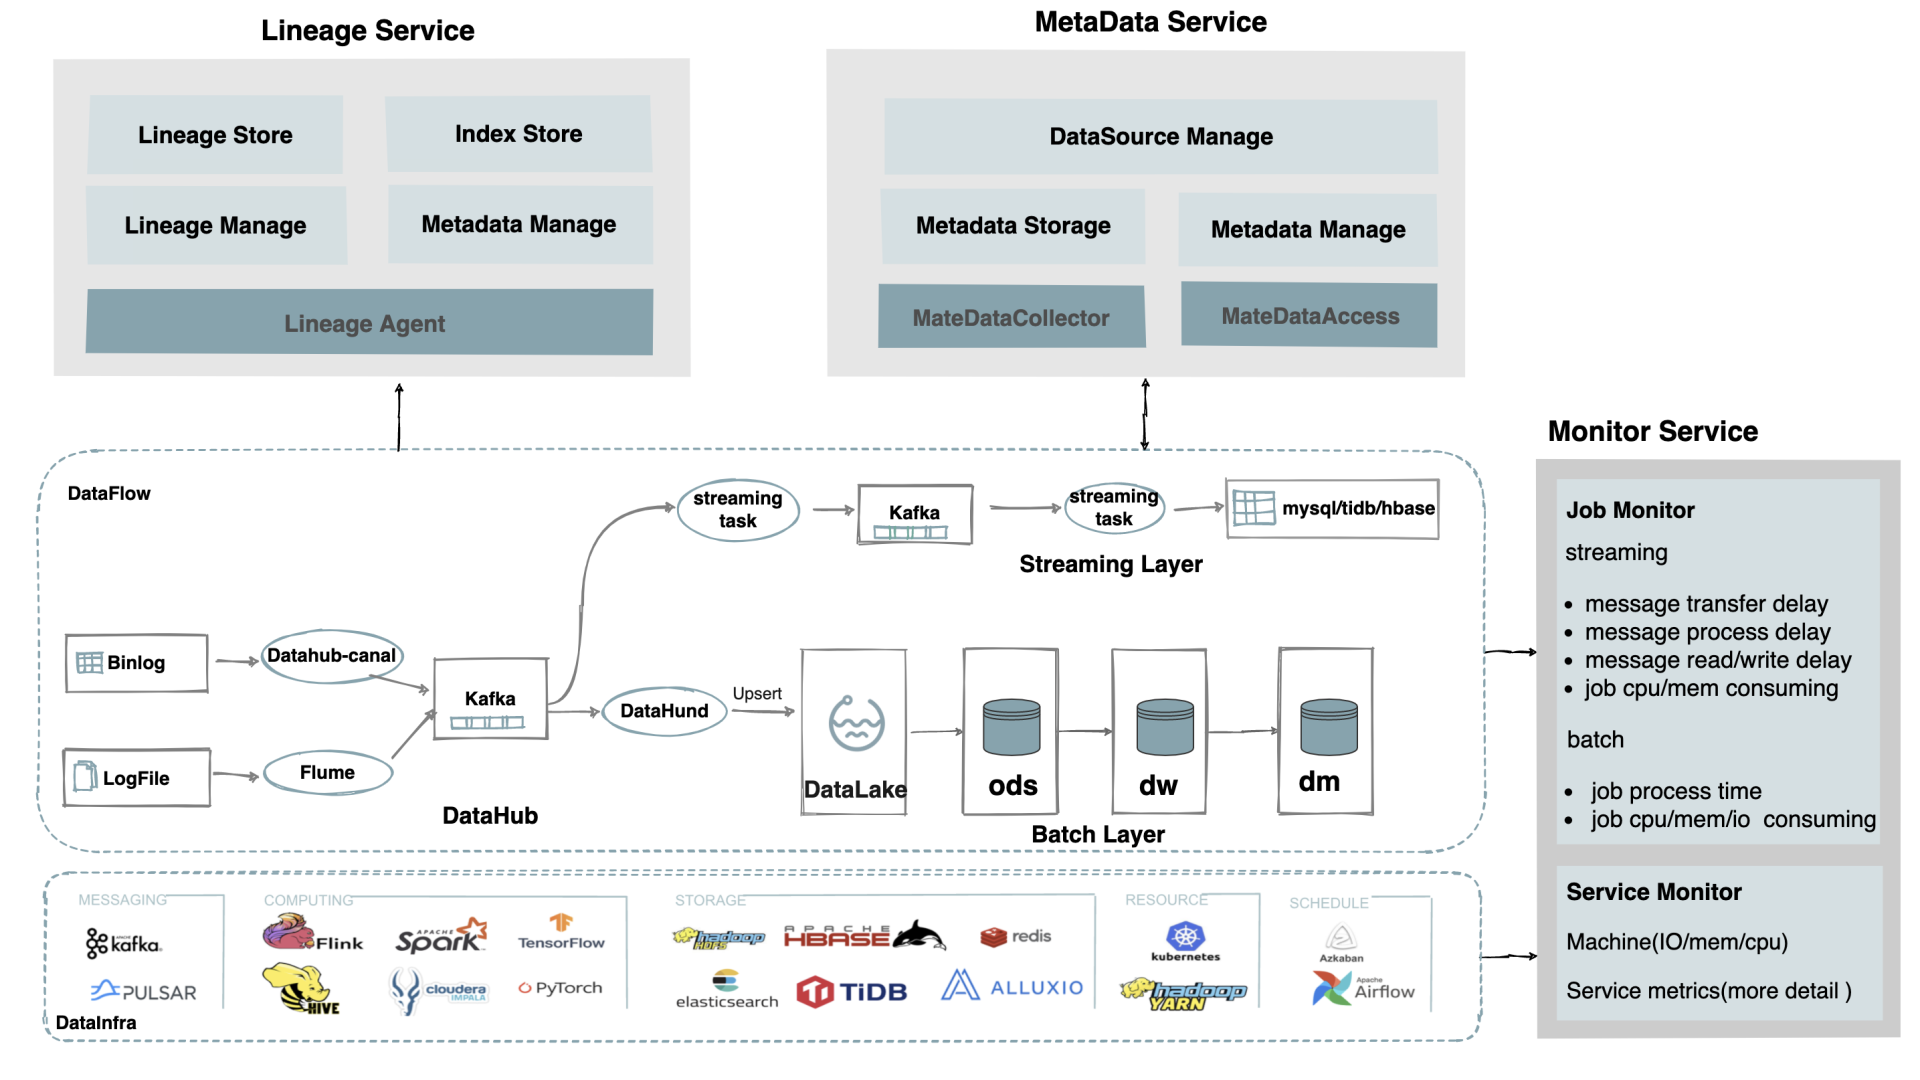 Lineage Service
Lineage Store
Index Store
Lineage Manage
Metadata Manage
Lineage Agent
MetaData Service
DataSource Manage
Metadata Storage
Metadata Manage
MateDataCollector
MateDataAccess
DataFlow
Binlog
LogFile
Datahub-canal
Flume
Kafka
DataHub
streaming
task
Kafka
streaming
task
mysql/tidb/hbase
Streaming Layer
DataHund
Upsert
DataLake
ods
dw
dm
Batch Layer
Monitor Service
Job Monitor
streaming
• message transfer delay
• message process delay
• message read/write delay
• job cpu/mem consuming
batch
• job process time
• job cpu/mem/io consuming
Service Monitor
Machine(IO/mem/cpu)
Service metrics(more detail )
MESSAGING
APACHE
kafka
PULSAR
COMPUTING
Flink
APACHE
Spark
TensorFlow
HIVE
cloudera
IMPALA
PyTorch
STORAGE
hadoop
HDFS
APACHE
HBASE
redis
elasticsearch
TiDB
ALLUXIO
RESOURCE
kubernetes
hadoop
YARN
SCHEDULE
Azkaban
Apache
Airflow
DataInfra